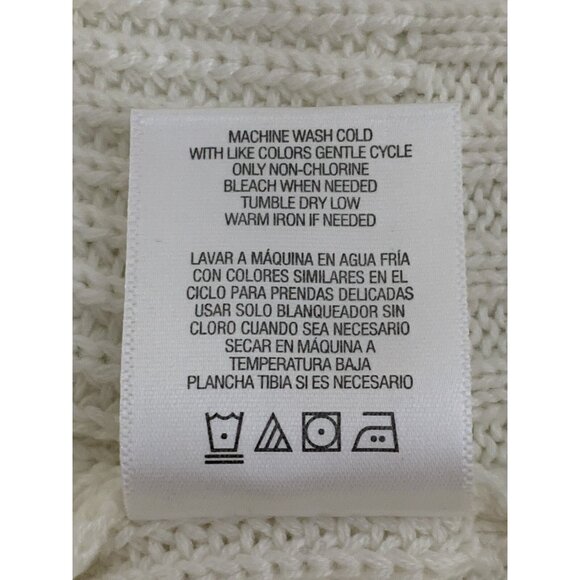 MACHINE WASH COLD
WITH LIKE COLORS GENTLE CYCLE
ONLY NON-CHLORINE
BLEACH WHEN NEEDED
TUMBLE DRY LOW
WARM IRON IF NEEDED
LAVAR A MÁQUINA EN AGUA FRÍA
CON COLORES SIMILARES EN EL
CICLO PARA PRENDAS DELICADAS
USAR SOLO BLANQUEADOR SIN
CLORO CUANDO SEA NECESARIO
SECAR EN MÁQUINA A
TEMPERATURA BAJA
PLANCHA TIBIA SI ES NECESARIO